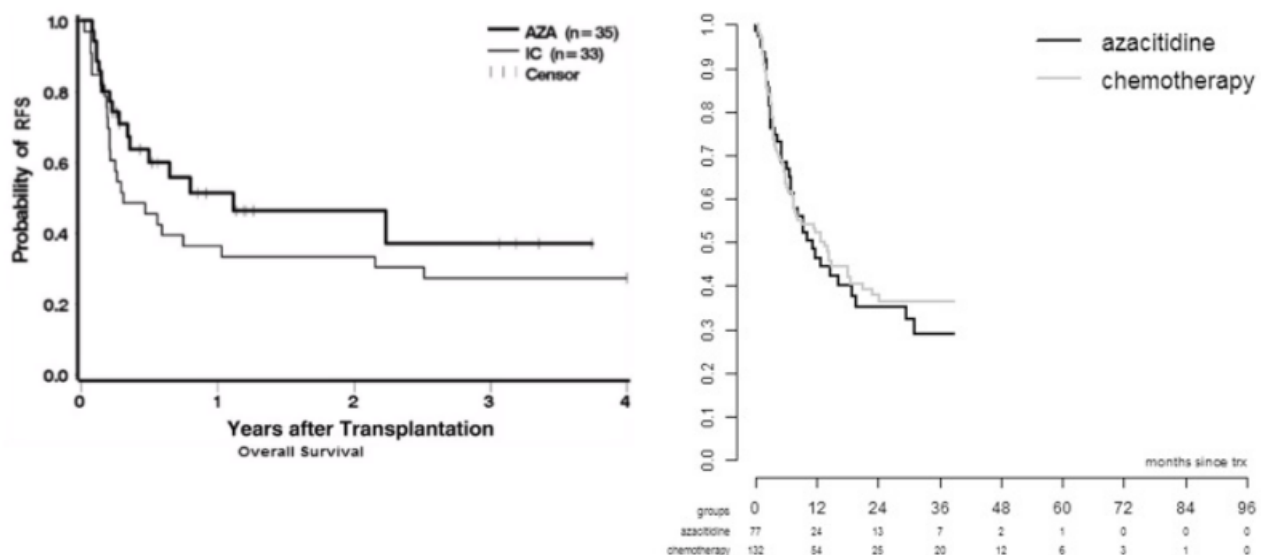 AZA (n=35)
IC (n=33)
Censor
Probability of RFS
1.0
0.8
0.6
0.4
0.2
0.0
0 1 2 3 4
Years after Transplantation
Overall Survival
azacitidine
chemotherapy
1.0
0.9
0.8
0.7
0.6
0.5
0.4
0.3
0.2
0.1
0.0
months since trx
groups 0 12 24 36 48 60 72 84 96
azacitidine 77 24 13 7 2 1 0 0 0
chemotherapy 132 54 25 20 12 6 3 1 0